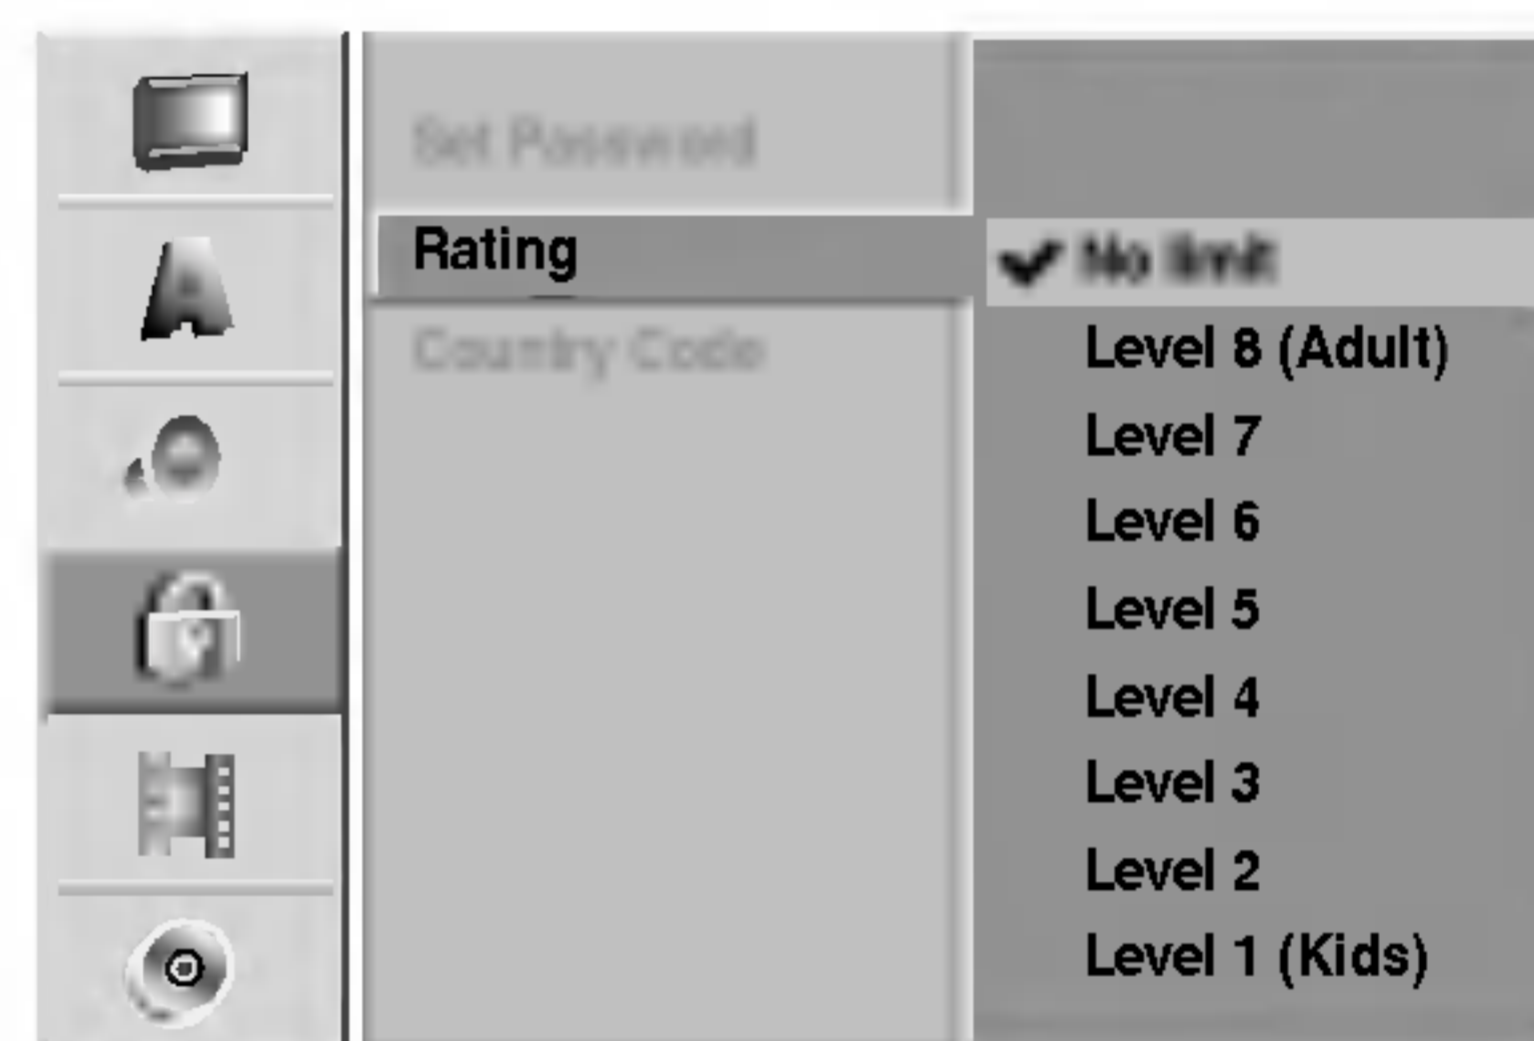 Set Password
Rating
Country Code
No limit
Level 8 (Adult)
Level 7
Level 6
Level 5
Level 4
Level 3
Level 2
Level 1 (Kids)